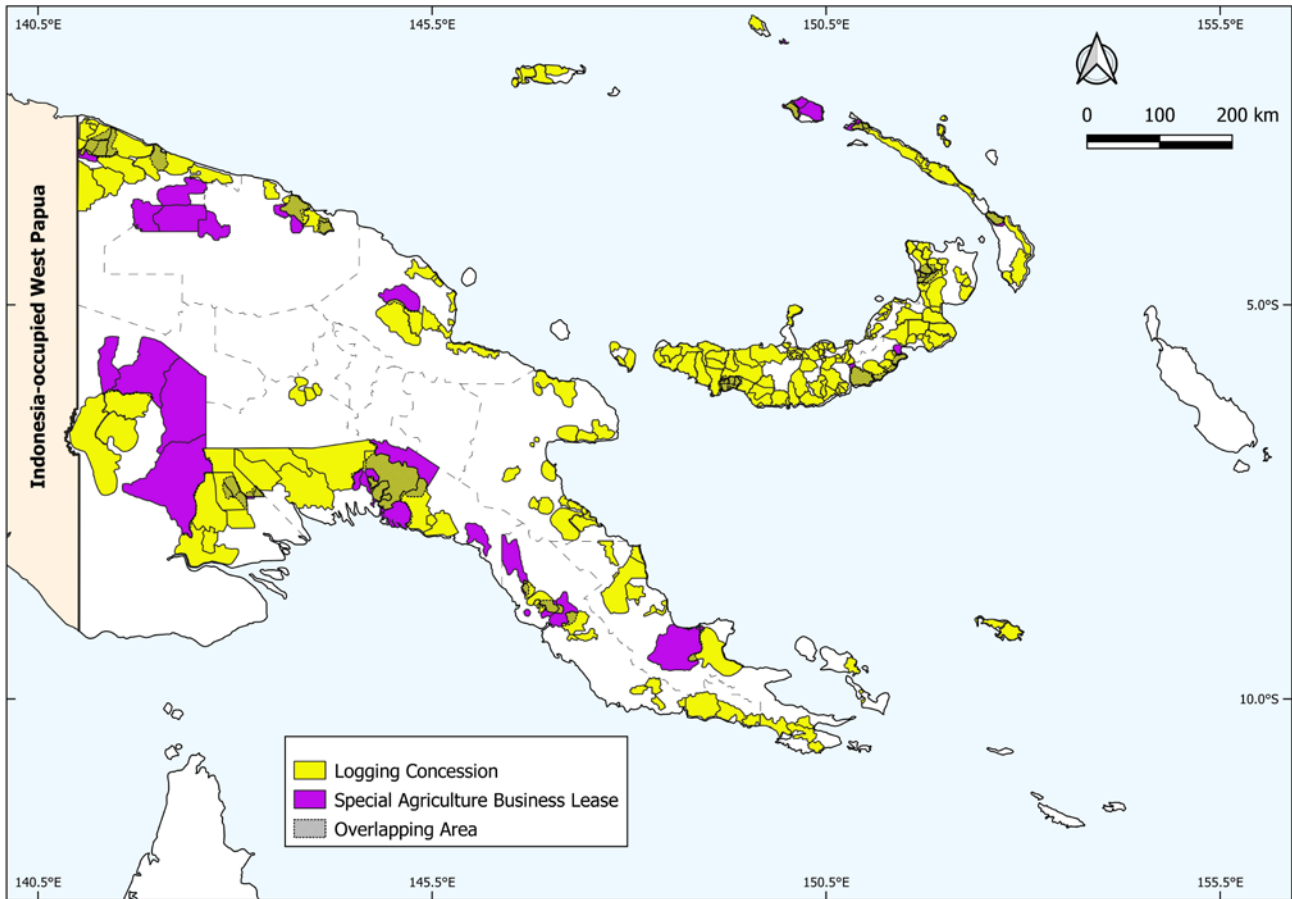 140.5°E
145.5°E
150.5°E
155.5°E
0 100 200 km
Indonesia-occupied West Papua
5.0°S
10.0°S
Logging Concession
Special Agriculture Business Lease
Overlapping Area
140.5°E
145.5°E
150.5°E
155.5°E